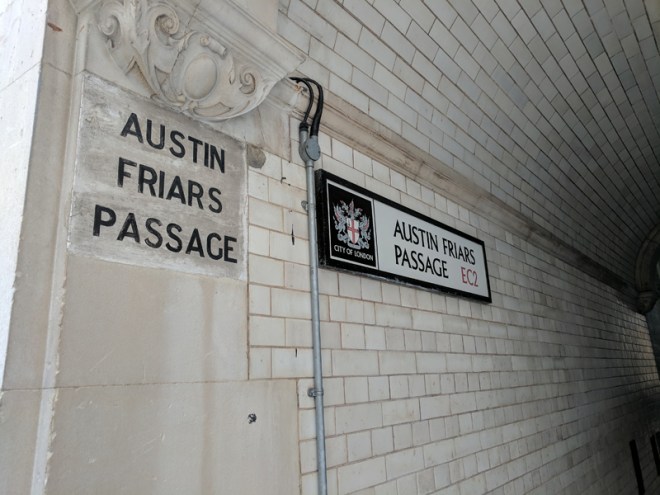 AUSTIN
FRIARS
PASSAGE
CITY OF LONDON
AUSTIN FRIARS
PASSAGE EC2